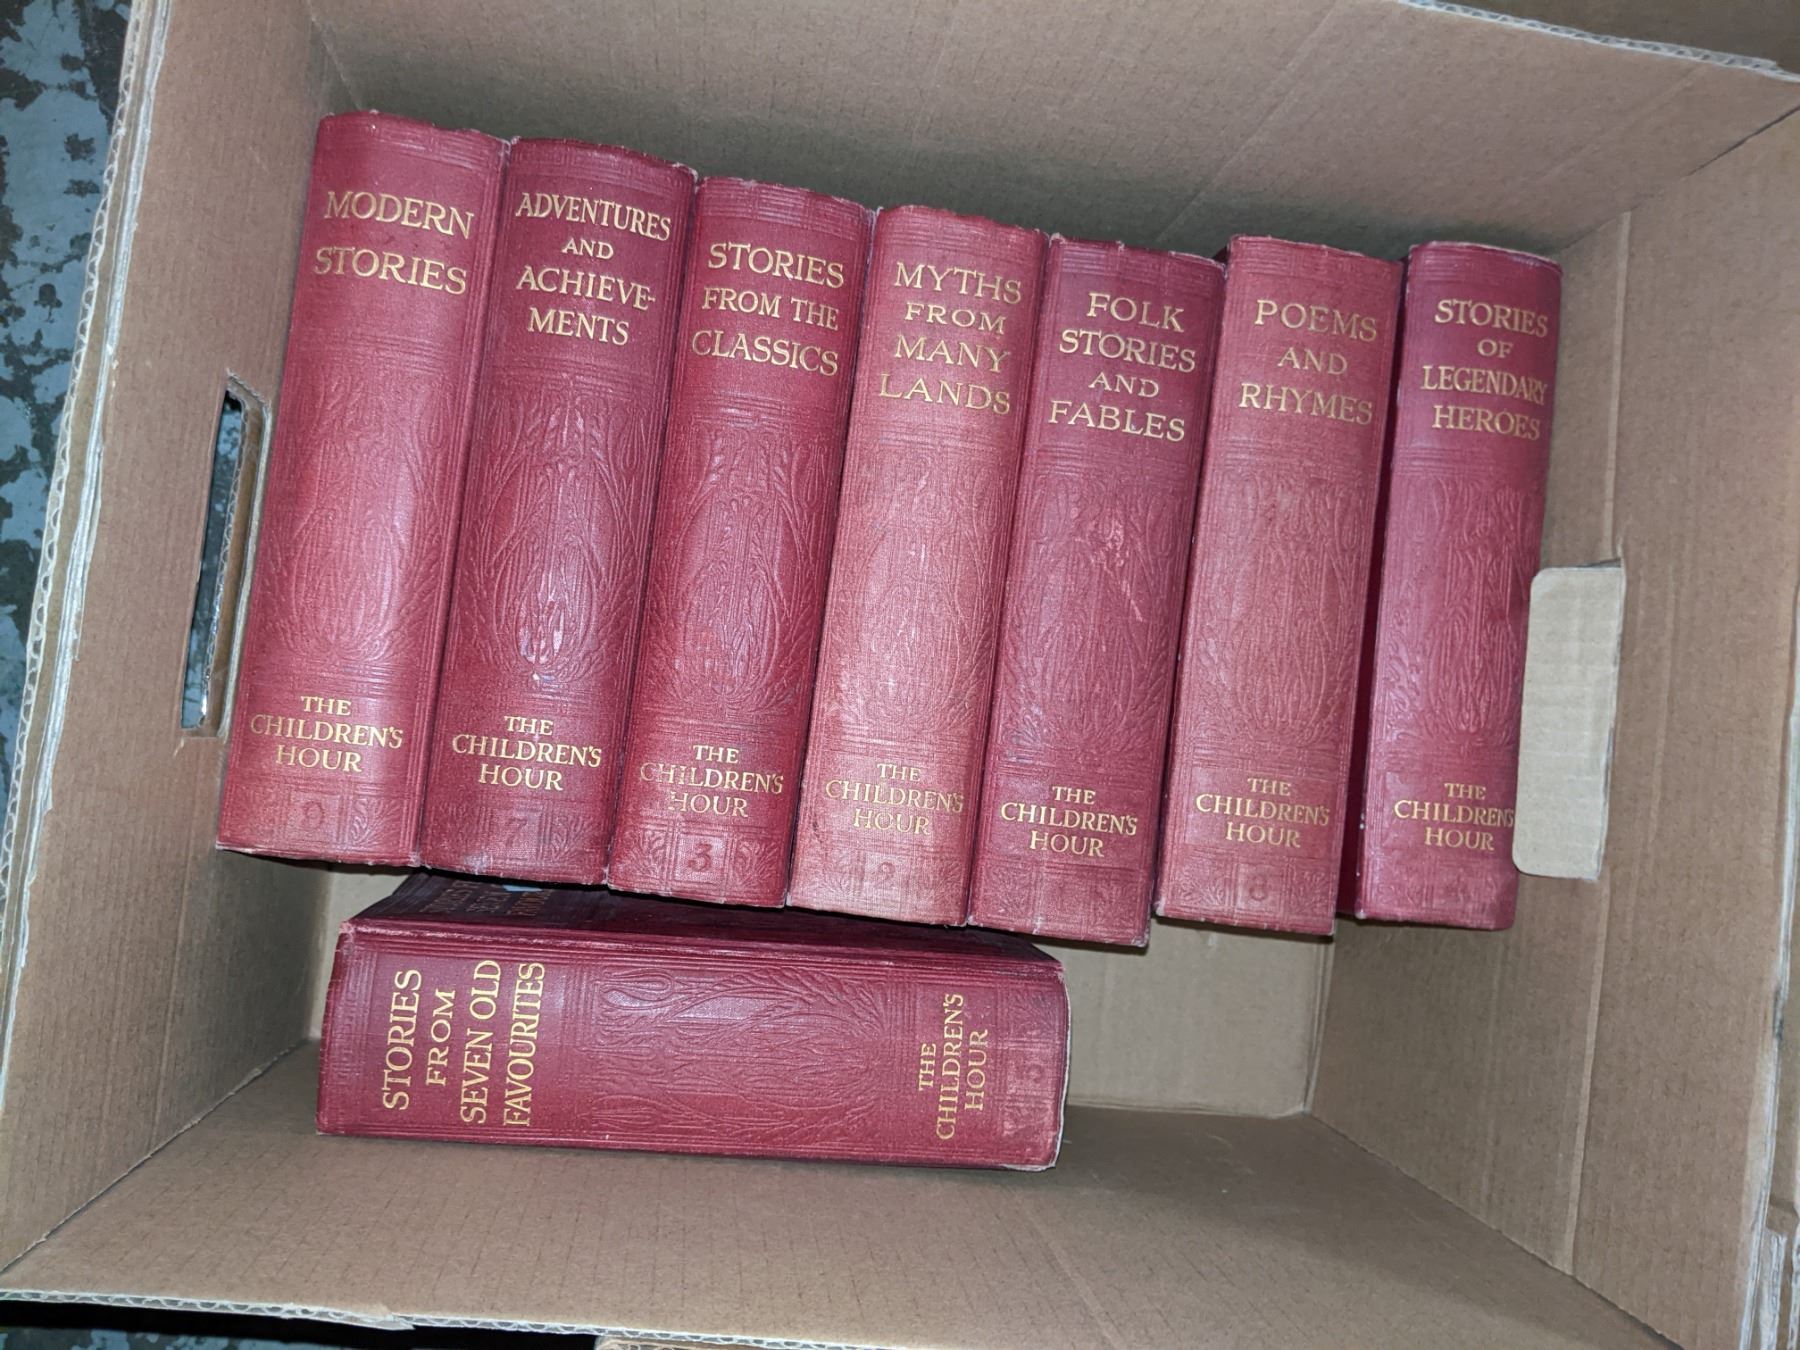 MODERN
STORIES
THE
CHILDREN'S
HOUR
9
ADVENTURES
AND
ACHIEVE-
MENTS
THE
CHILDREN'S
HOUR
7
STORIES
FROM THE
CLASSICS
THE
CHILDREN'S
HOUR
3
MYTHS
FROM
MANY
LANDS
THE
CHILDREN'S
HOUR
2
FOLK
STORIES
AND
FABLES
THE
CHILDREN'S
HOUR
POEMS
AND
RHYMES
THE
CHILDREN'S
HOUR
8
STORIES
OF
LEGENDARY
HEROES
THE
CHILDREN'S
HOUR
STORIES
FROM
SEVEN OLD
FAVOURITES
THE
CHILDREN'S
HOUR
5